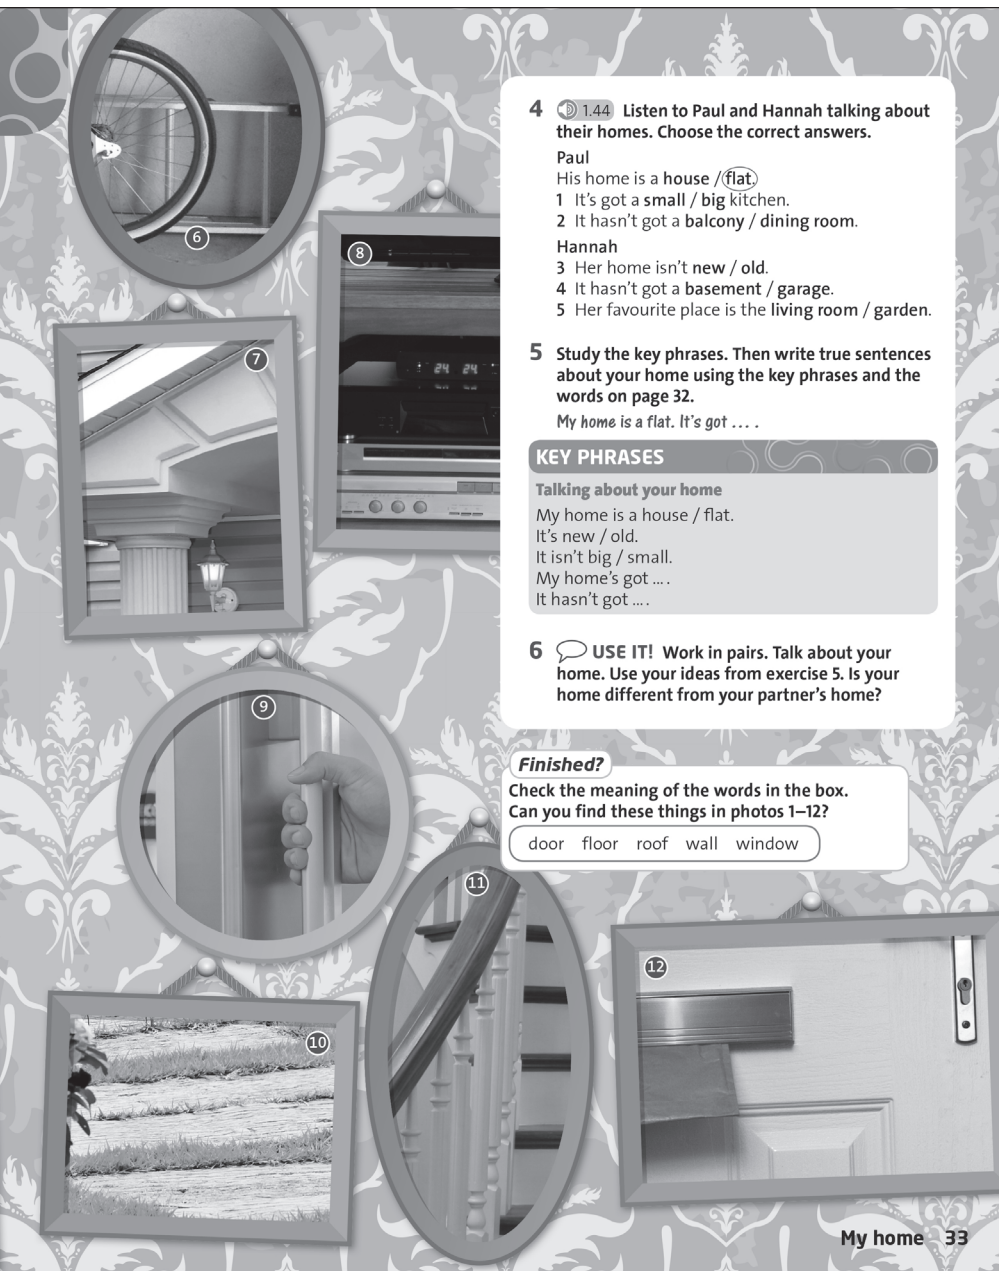 4 1.44 Listen to Paul and Hannah talking about
their homes. Choose the correct answers.
Paul
His home is a house / flat.
1 It's got a small / big kitchen.
2 It hasn't got a balcony / dining room.
Hannah
3 Her home isn't new / old.
4 It hasn't got a basement / garage.
5 Her favourite place is the living room / garden.
5 Study the key phrases. Then write true sentences
about your home using the key phrases and the
words on page 32.
My home is a flat. It's got ... .
KEY PHRASES
Talking about your home
My home is a house / flat.
It's new / old.
It isn't big / small.
My home's got ... .
It hasn't got ... .
6 USE IT! Work in pairs. Talk about your
home. Use your ideas from exercise 5. Is your
home different from your partner's home?
Finished?
Check the meaning of the words in the box.
Can you find these things in photos 1–12?
door floor roof wall window
6
7
8
24 24
9
10
11
12
My home 33